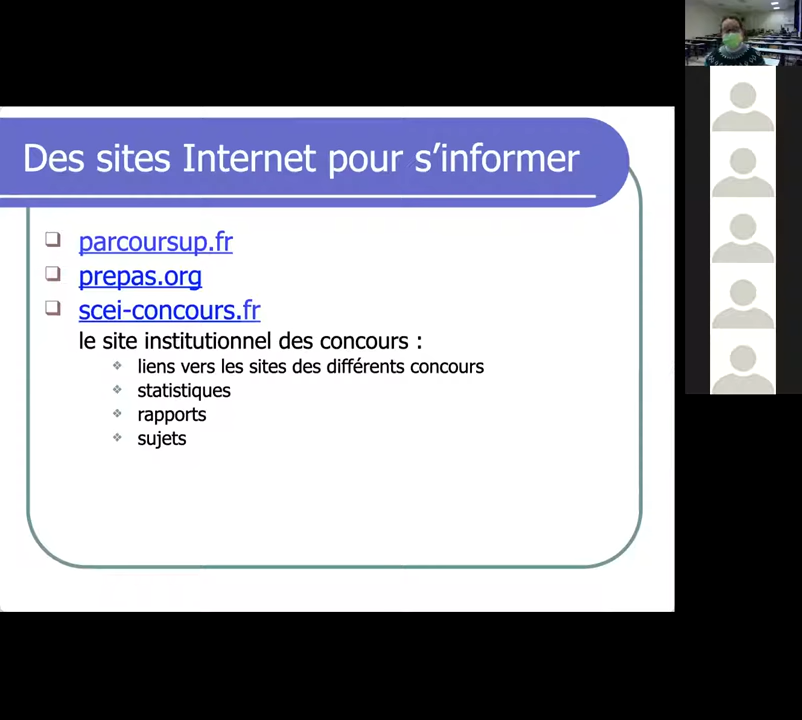 Des sites Internet pour s’informer
parcoursup.fr
prepas.org
scei-concours.fr
le site institutionnel des concours :
liens vers les sites des différents concours
statistiques
rapports
sujets